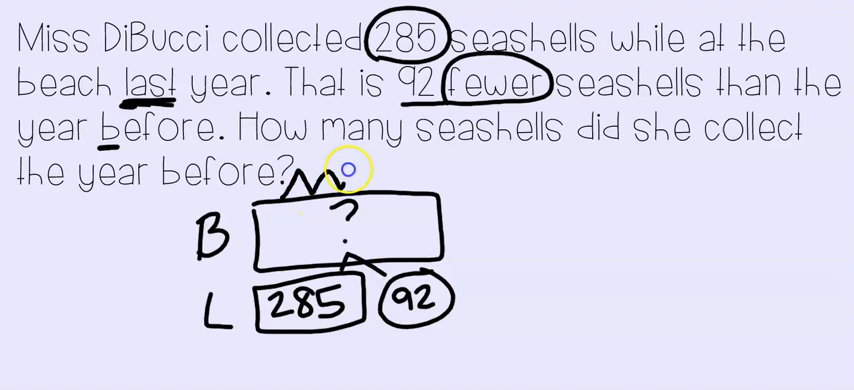 Miss DiBucci collected 285 seashells while at the
beach last year. That is 92 fewer seashells than the
year before. How many seashells did she collect
the year before?
B ?
L 285 92